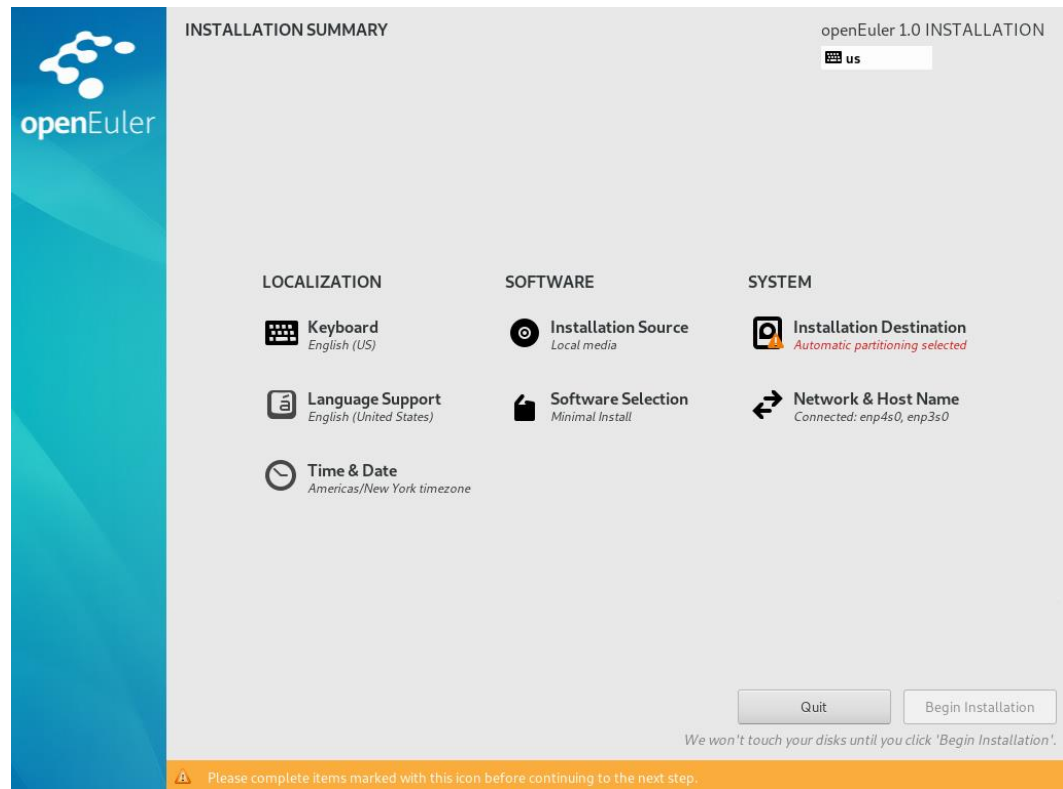 openEuler
INSTALLATION SUMMARY
openEuler 1.0 INSTALLATION
us
LOCALIZATION
Keyboard
English (US)
Language Support
English (United States)
Time & Date
Americas/New York timezone
SOFTWARE
Installation Source
Local media
Software Selection
Minimal Install
SYSTEM
Installation Destination
Automatic partitioning selected
Network & Host Name
Connected: enp4s0, enp3s0
Quit
Begin Installation
We won't touch your disks until you click 'Begin Installation'.
Please complete items marked with this icon before continuing to the next step.